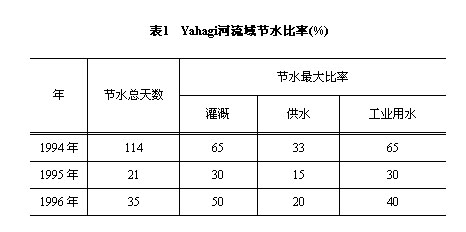 表1 Yahagi河流域节水比率(%)
年 节水总天数 节水最大比率
灌溉 供水 工业用水
1994年 114 65 33 65
1995年 21 30 15 30
1996年 35 50 20 40